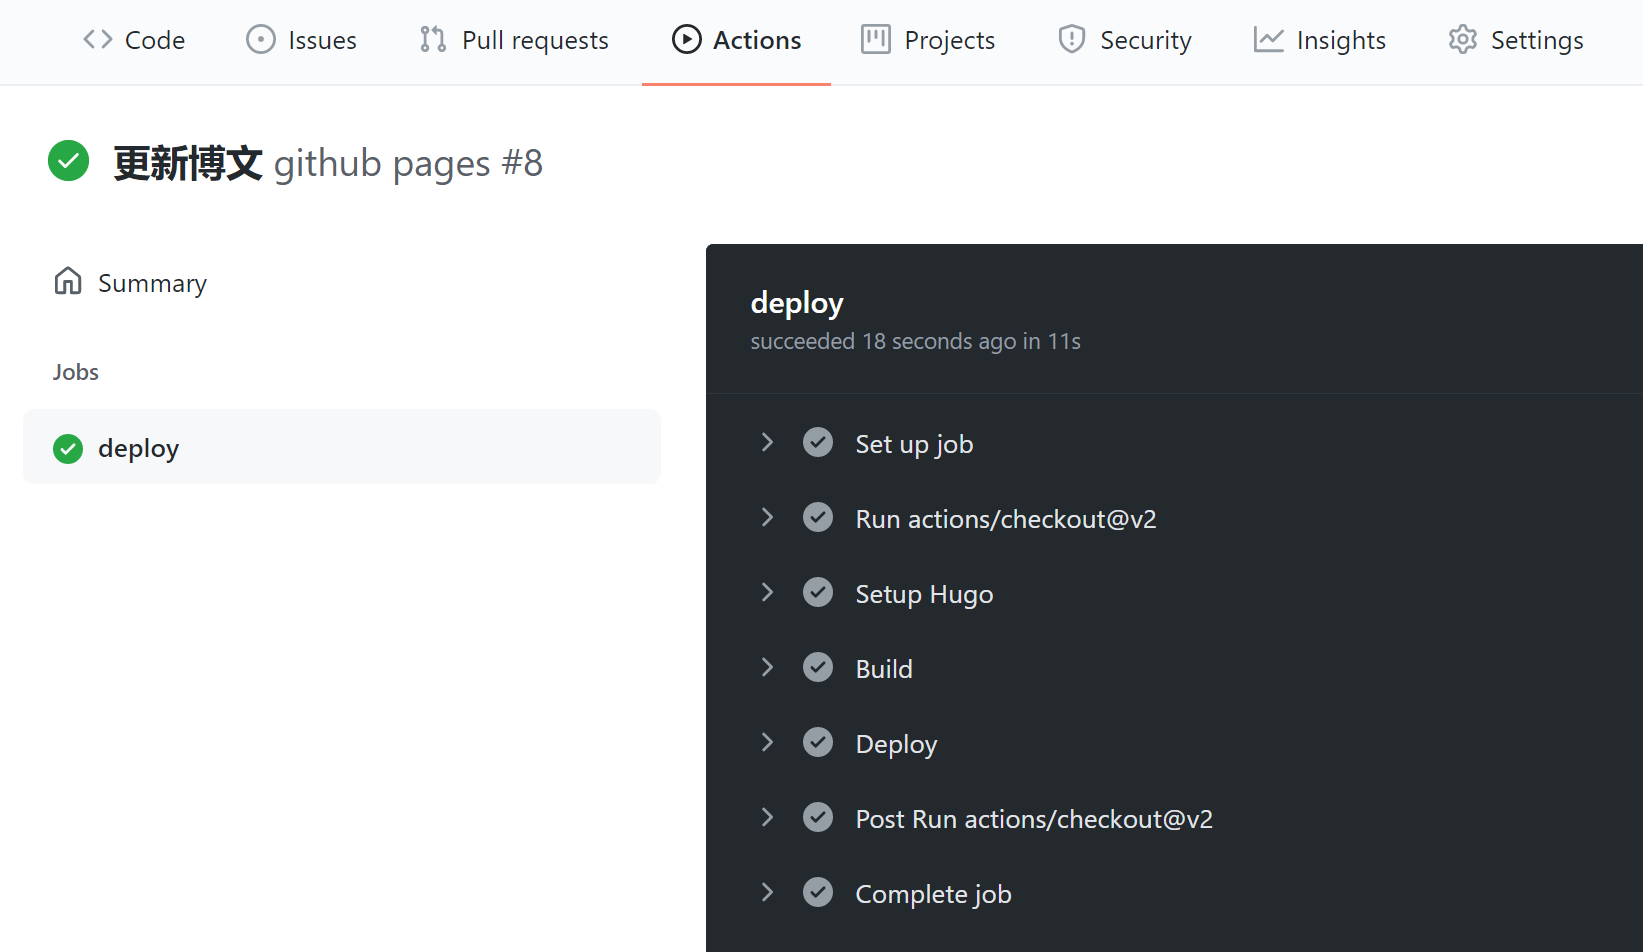 Code Issues Pull requests Actions Projects Security Insights Settings
更新博文 github pages #8
Summary
Jobs
deploy
deploy
succeeded 18 seconds ago in 11s
Set up job
Run actions/checkout@v2
Setup Hugo
Build
Deploy
Post Run actions/checkout@v2
Complete job